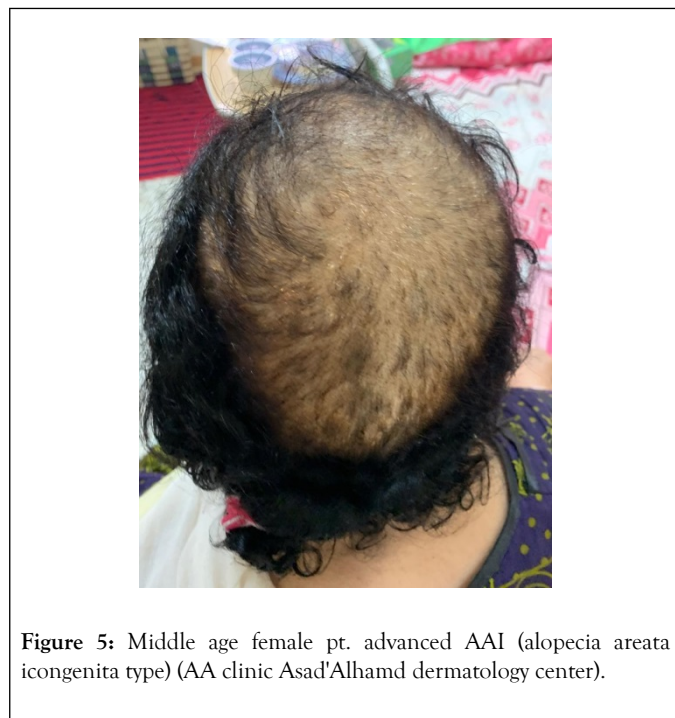 Figure 5: Middle age female pt. advanced AAI (alopecia areata
icongenita type) (AA clinic Asad'Alhamd dermatology center).